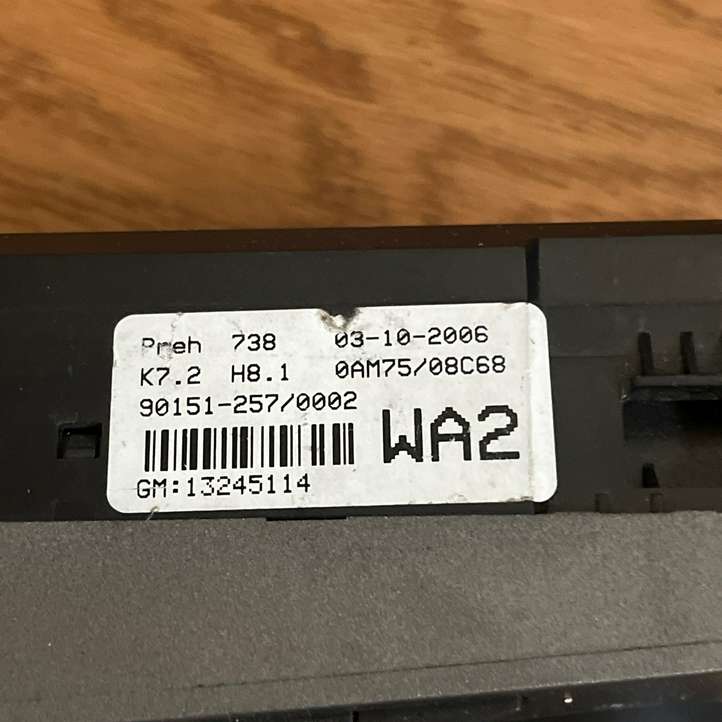 Preh 738 03-10-2006
K7.2 H8.1 0AM75/08C68
90151-257/0002
WA2
GM:13245114